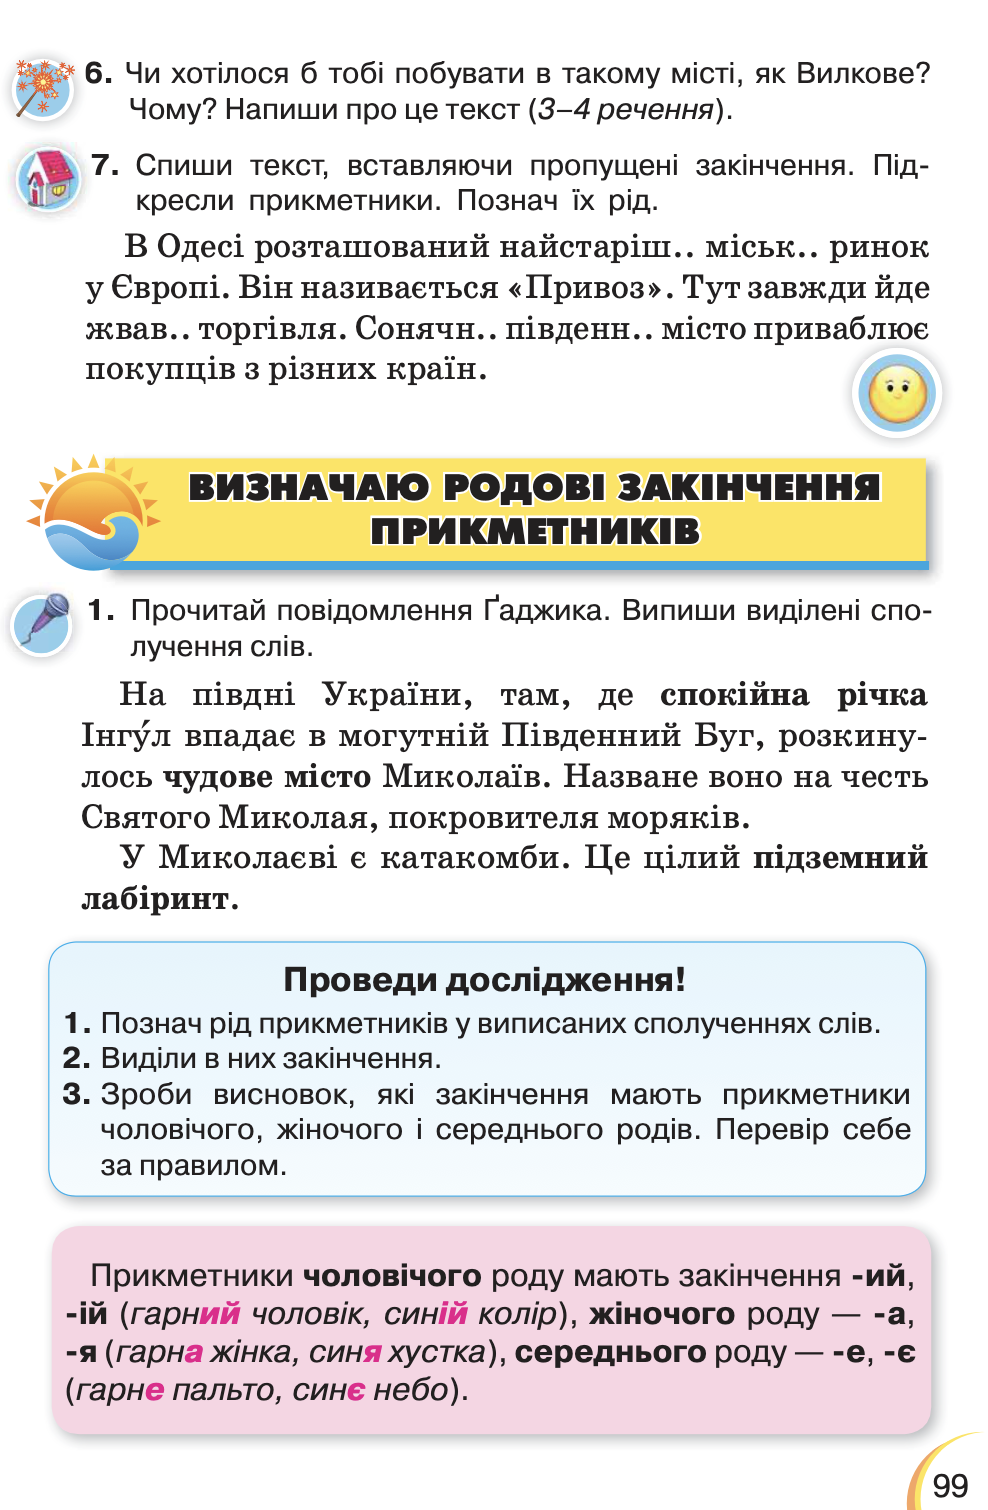 6. Чи хотілося б тобі побувати в такому місті, як Вилкове?
Чому? Напиши про це текст (3–4 речення).
7. Спиши текст, вставляючи пропущені закінчення. Під-
кресли прикметники. Познач їх рід.
В Одесі розташований найстаріш.. міськ.. ринок
у Європі. Він називається «Привоз». Тут завжди йде
жвав.. торгівля. Сонячн.. південн.. місто приваблює
покупців з різних країн.
ВИЗНАЧАЮ РОДОВІ ЗАКІНЧЕННЯ
ПРИКМЕТНИКІВ
1. Прочитай повідомлення Ґаджика. Випиши виділені спо-
лучення слів.
На півдні України, там, де спокійна річка
Інгу́л впадає в могутній Південний Буг, розкину-
лось чудове місто Миколаїв. Назване воно на честь
Святого Миколая, покровителя моряків.
У Миколаєві є катакомби. Це цілий підземний
лабіринт.
Проведи дослідження!
1. Познач рід прикметників у виписаних сполученнях слів.
2. Виділи в них закінчення.
3. Зроби висновок, які закінчення мають прикметники
чоловічого, жіночого і середнього родів. Перевір себе
за правилом.
Прикметники чоловічого роду мають закінчення -ий,
-ій (гарний чоловік, синій колір), жіночого роду — -а,
-я (гарна жінка, синя хустка), середнього роду — -е, -є
(гарне пальто, синє небо).
99